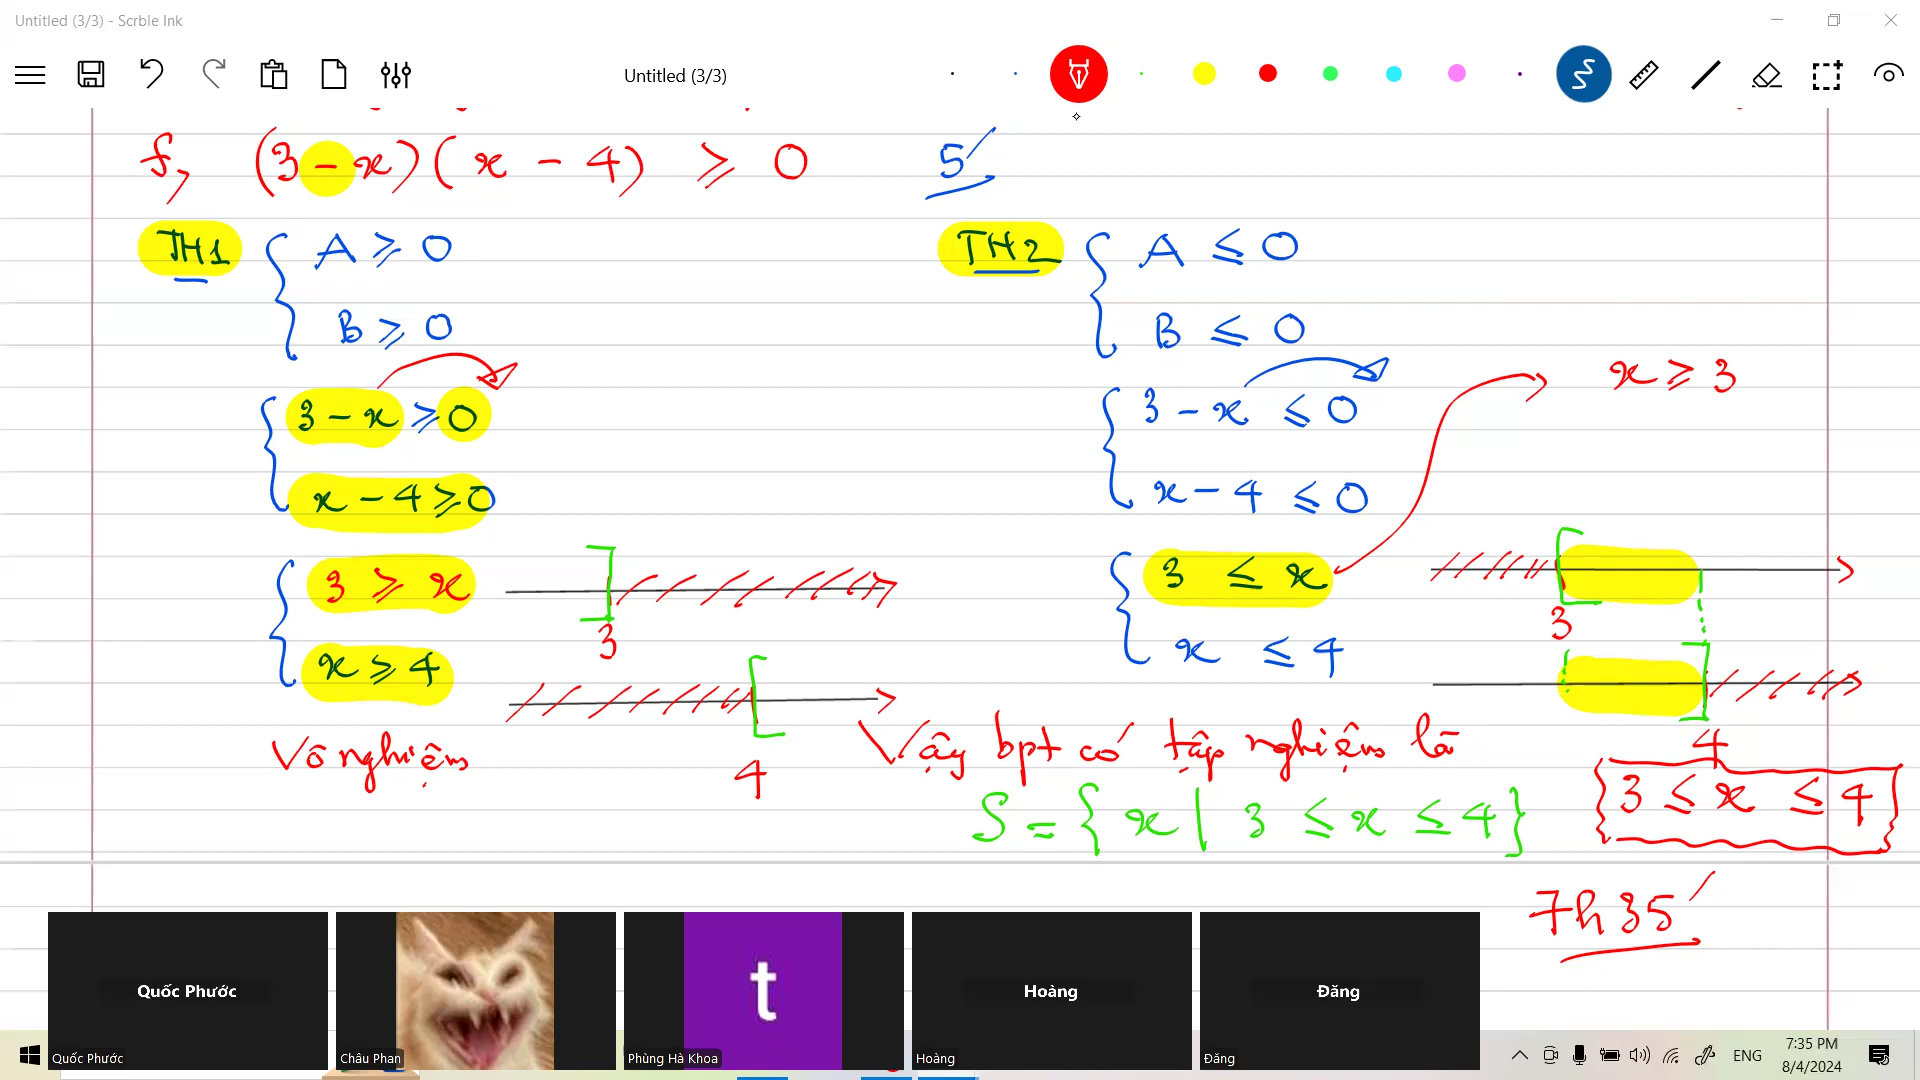 Untitled (3/3) - Scrble Ink
Untitled (3/3)
f, (3 - x)(x - 4) ≥ 0 5'
TH1 { A ≥ 0
B ≥ 0
{ 3 - x ≥ 0
x - 4 ≥ 0
{ 3 ≥ x
x ≥ 4
3
4
Vô nghiệm
TH2 { A ≤ 0
B ≤ 0
{ 3 - x ≤ 0
x - 4 ≤ 0
{ 3 ≤ x
x ≤ 4
x ≥ 3
3
4
{3 ≤ x ≤ 4}
Vậy bpt có tập nghiệm là
S = { x | 3 ≤ x ≤ 4 }
7h35'
Quốc Phước
Quốc Phước
Châu Phan
t
Phùng Hà Khoa
Hoàng
Hoàng
Đăng
Đăng
ENG
7:35 PM
8/4/2024